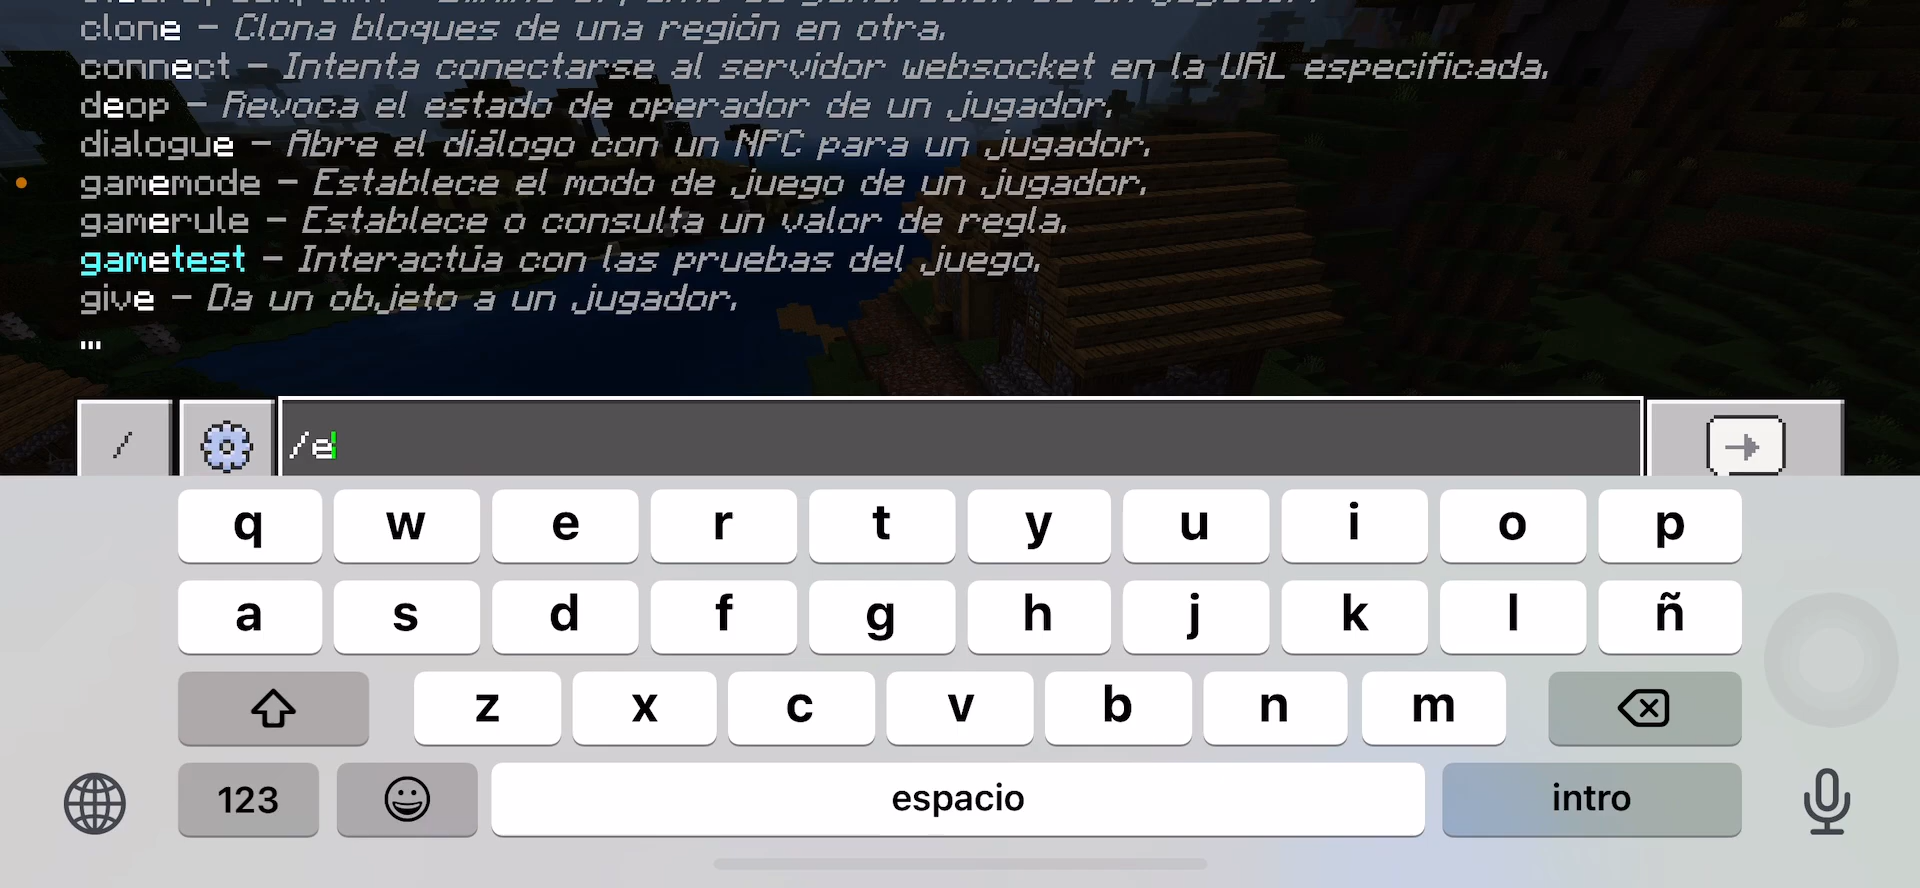 clone - Clona bloques de una región en otra.
connect - Intenta conectarse al servidor websocket en la URL especificada.
deop - Revoca el estado de operador de un jugador.
dialogue - Abre el diálogo con un NPC para un jugador.
gamemode - Establece el modo de juego de un jugador.
gamerule - Establece o consulta un valor de regla.
gametest - Interactúa con las pruebas del juego.
give - Da un objeto a un jugador.
...
/ /e
q w e r t y u i o p
a s d f g h j k l ñ
z x c v b n m
123 espacio intro